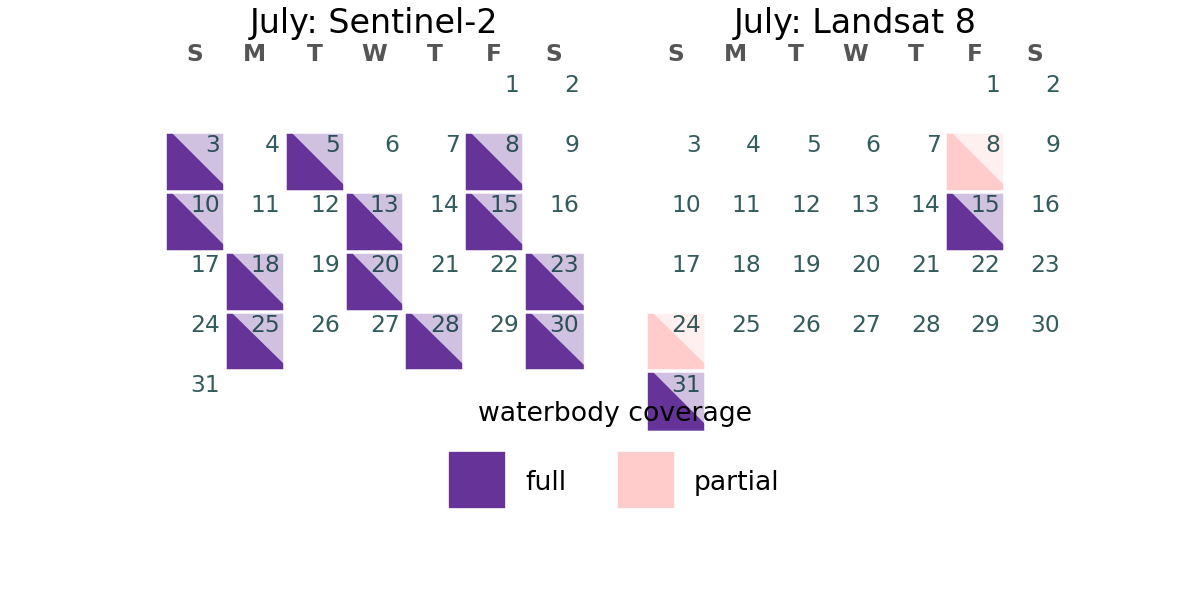 July: Sentinel-2
S M T W T F S
1 2
3 4 5 6 7 8 9
10 11 12 13 14 15 16
17 18 19 20 21 22 23
24 25 26 27 28 29 30
31
July: Landsat 8
S M T W T F S
1 2
3 4 5 6 7 8 9
10 11 12 13 14 15 16
17 18 19 20 21 22 23
24 25 26 27 28 29 30
31
waterbody coverage
full partial